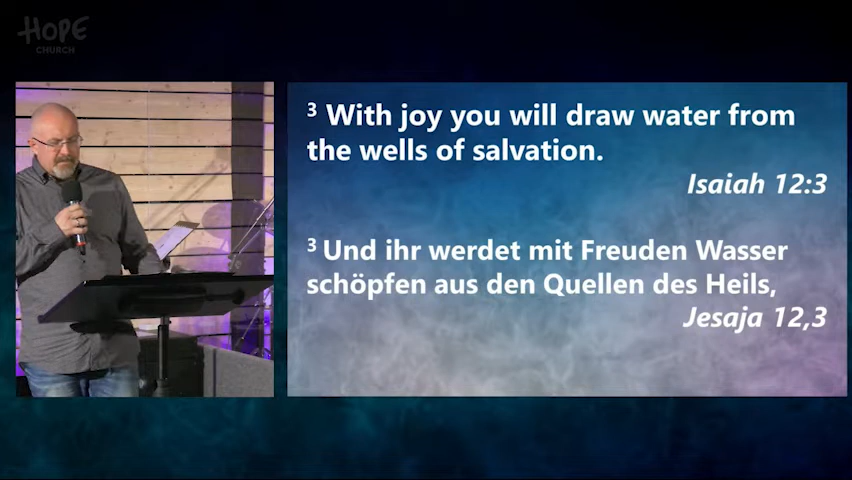 HOPE
CHURCH
3 With joy you will draw water from
the wells of salvation.
Isaiah 12:3
3 Und ihr werdet mit Freuden Wasser
schöpfen aus den Quellen des Heils,
Jesaja 12,3